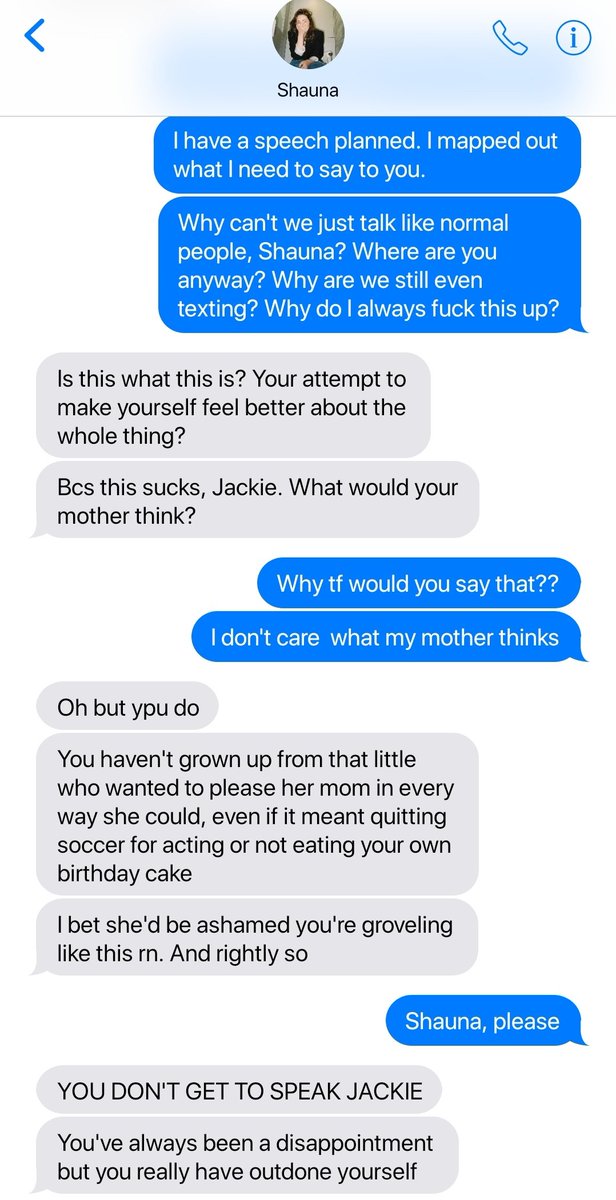 Shauna
I have a speech planned. I mapped out
what I need to say to you.
Why can't we just talk like normal
people, Shauna? Where are you
anyway? Why are we still even
texting? Why do I always fuck this up?
Is this what this is? Your attempt to
make yourself feel better about the
whole thing?
Bcs this sucks, Jackie. What would your
mother think?
Why tf would you say that??
I don't care  what my mother thinks
Oh but ypu do
You haven't grown up from that little
who wanted to please her mom in every
way she could, even if it meant quitting
soccer for acting or not eating your own
birthday cake
I bet she'd be ashamed you're groveling
like this rn. And rightly so
Shauna, please
YOU DON'T GET TO SPEAK JACKIE
You've always been a disappointment
but you really have outdone yourself